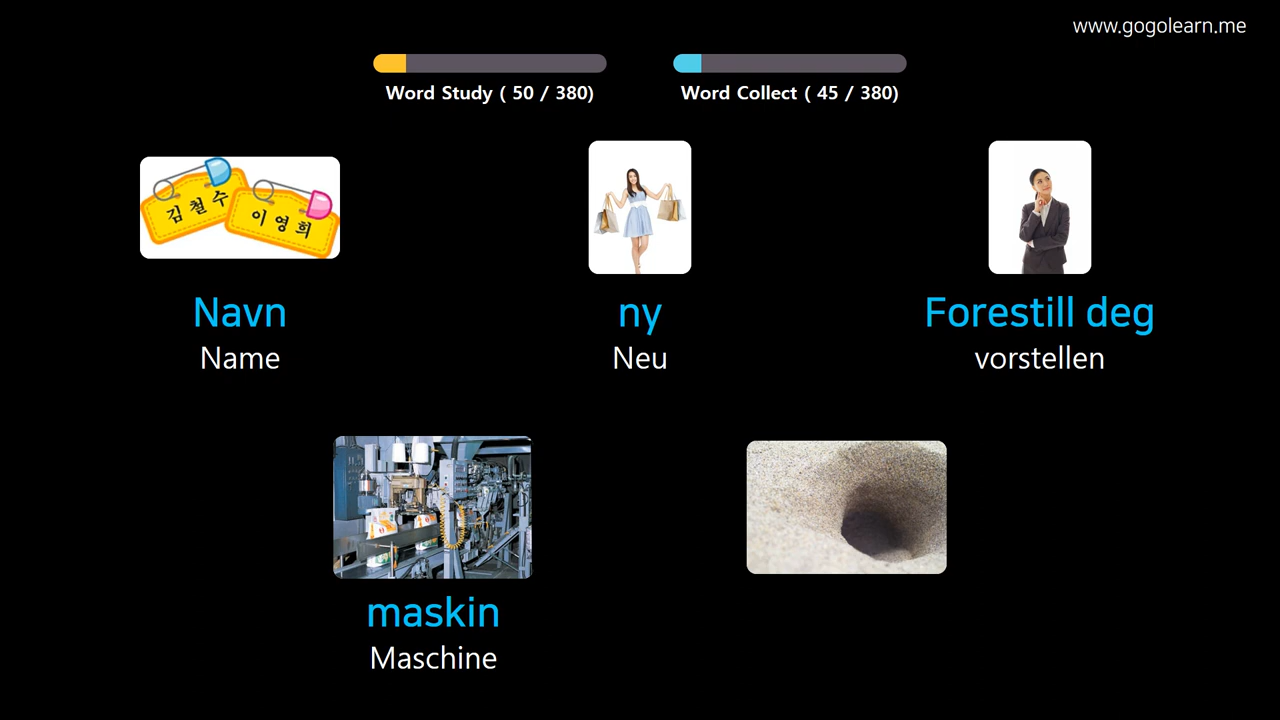 www.gogolearn.me
Word Study ( 50 / 380)
Word Collect ( 45 / 380)
김철수
이영희
Navn
Name
ny
Neu
Forestill deg
vorstellen
maskin
Maschine